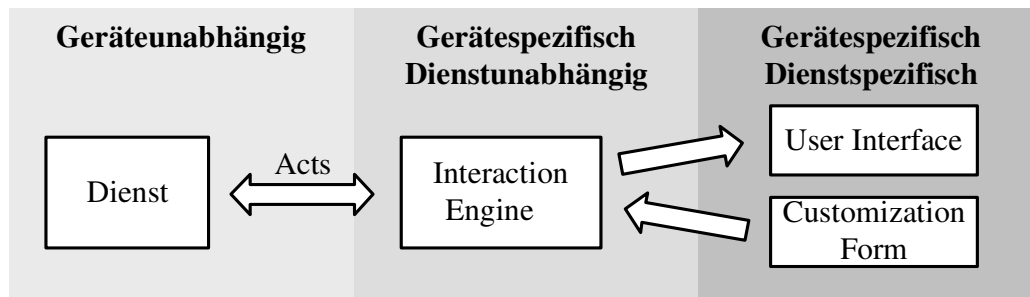 Geräteunabhängig
Gerätespezifisch
Dienstunabhängig
Gerätespezifisch
Dienstspezifisch
Dienst
Acts
Interaction
Engine
User Interface
Customization
Form